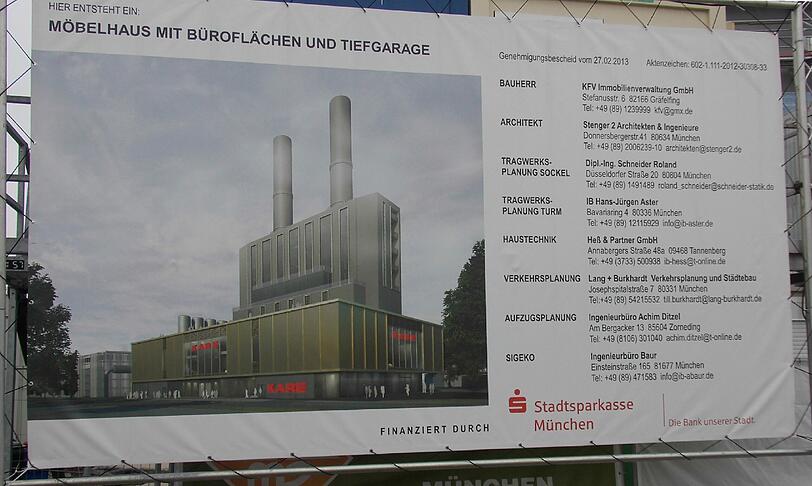 HIER ENTSTEHT EIN:
MÖBELHAUS MIT BÜROFLÄCHEN UND TIEFGARAGE
Genehmigungsbescheid vom 27.02.2013 Aktenzeichen: 602-1.111-2012-30308-33
BAUHERR KFV Immobilienverwaltung GmbH
Stefanusstr. 6 82166 Gräfelfing
Tel: +49 (89) 1239999 kfv@gmx.de
ARCHITEKT Stenger 2 Architekten & Ingenieure
Donnersbergerstr.41 80634 München
Tel: +49 (89) 2006239-10 architekten@stenger2.de
TRAGWERKS- Dipl.-Ing. Schneider Roland
PLANUNG SOCKEL Düsseldorfer Straße 20 80804 München
Tel: +49 (89) 1491489 roland_schneider@schneider-statik.de
TRAGWERKS- IB Hans-Jürgen Aster
PLANUNG TURM Bavariaring 4 80336 München
Tel: +49 (89) 12115929 info@ib-aster.de
HAUSTECHNIK Heß & Partner GmbH
Annabergers Straße 48a 09468 Tannenberg
Tel: +49 (3733) 500938 ib-hess@t-online.de
VERKEHRSPLANUNG Lang + Burkhardt Verkehrsplanung und Städtebau
Josephspitalstraße 7 80331 München
Tel:+49 (89) 54215532 till.burkhardt@lang-burkhardt.de
AUFZUGSPLANUNG Ingenieurbüro Achim Ditzel
Am Bergacker 13 85604 Zorneding
Tel: +49 (8106) 301040 achim.ditzel@t-online.de
SIGEKO Ingenieurbüro Baur
Einsteinstraße 165 81677 München
Tel: +49 (89) 471583 info@ib-abaur.de
KARE
KARE
FINANZIERT DURCH
Stadtsparkasse
München
Die Bank unserer Stadt.
MÜNCHEN